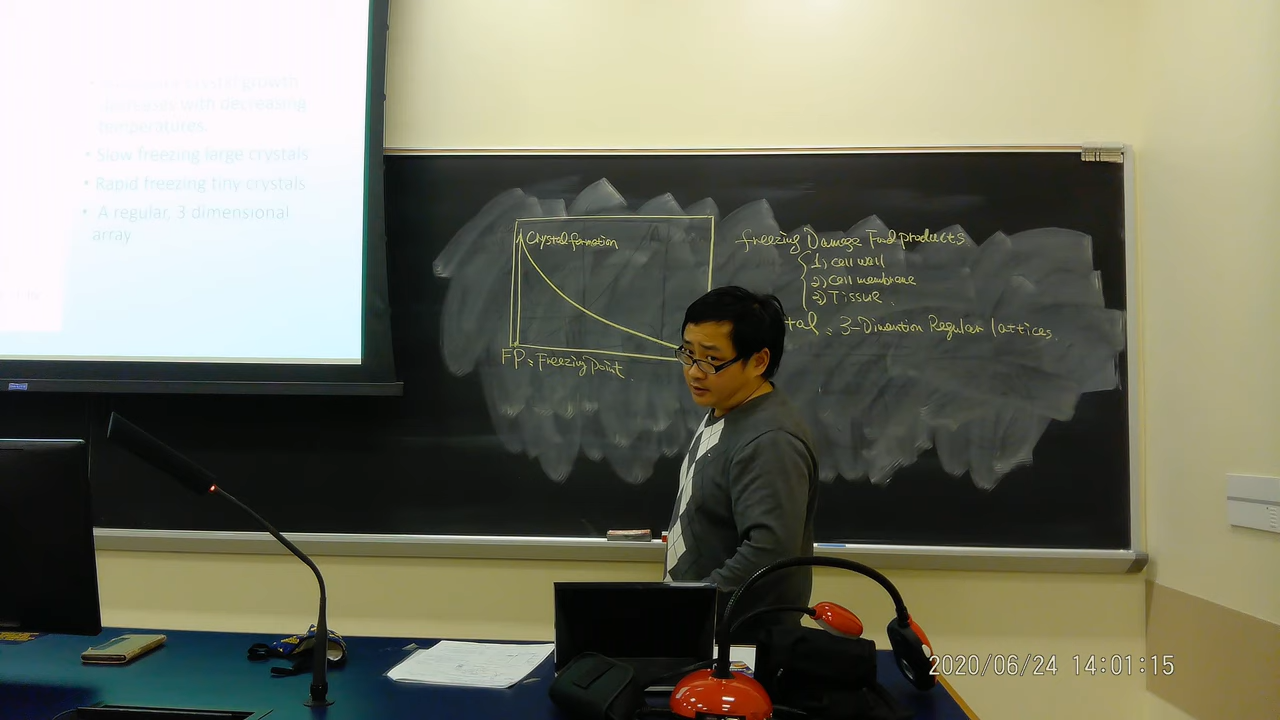 crystal growth
decreases with decreasing
temperatures.
• Slow freezing large crystals
• Rapid freezing tiny crystals
• A regular, 3 dimensional
array
Crystal formation
FP: Freezing point.
freezing Damage Food products
1) cell wall
2) cell membrane
3) Tissue.
tal: 3-Dimention Regular lattices.
2020/06/24 14:01:15